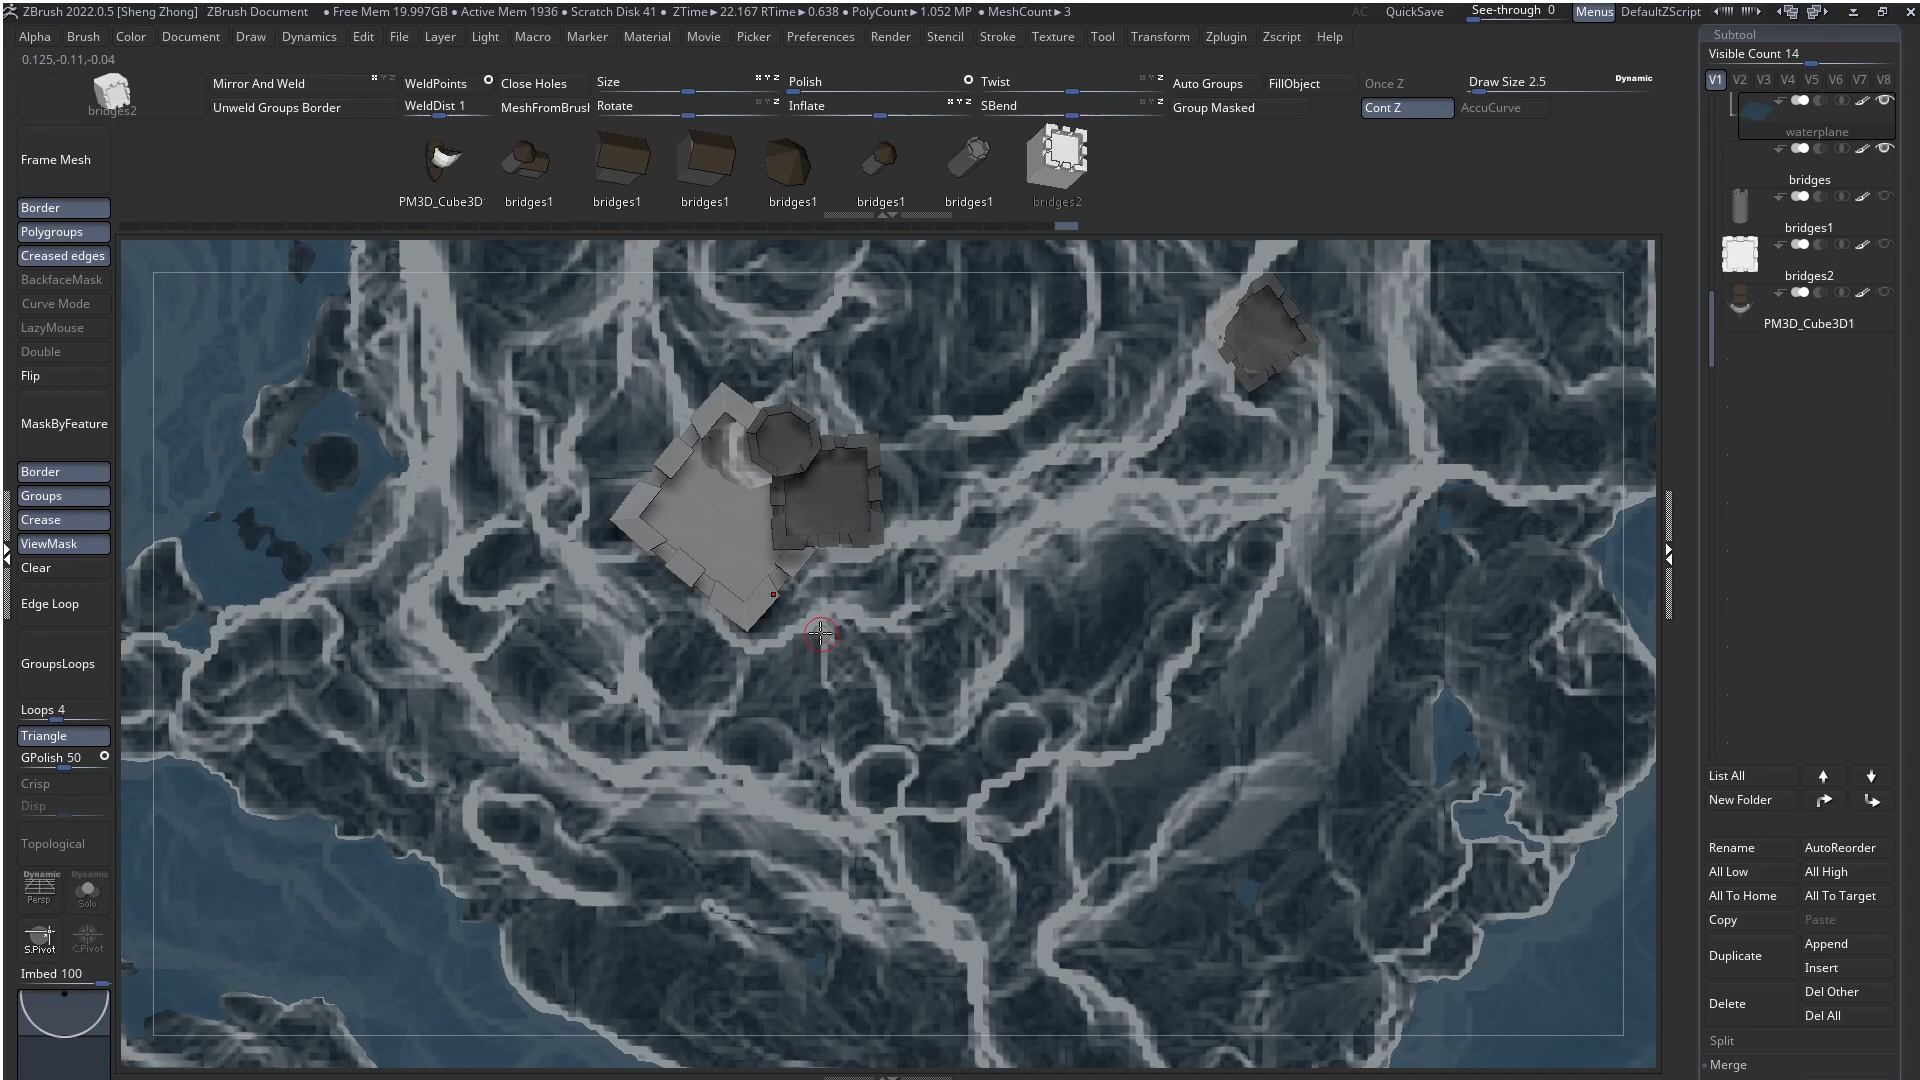 ZBrush 2022.0.5 [Sheng Zhong] ZBrush Document • Free Mem 19.997GB • Active Mem 1936 • Scratch Disk 41 • ZTime►22.167 RTime►0.638 • PolyCount►1.052 MP • MeshCount►3 AC QuickSave See-through 0 Menus DefaultZScript
Alpha Brush Color Document Draw Dynamics Edit File Layer Light Macro Marker Material Movie Picker Preferences Render Stencil Stroke Texture Tool Transform Zplugin Zscript Help
0.125,-0.11,-0.04
bridges2
Mirror And Weld WeldPoints Close Holes Size Polish Twist Auto Groups FillObject Once Z Draw Size 2.5 Dynamic
Unweld Groups Border WeldDist 1 MeshFromBrush Rotate Inflate SBend Group Masked Cont Z AccuCurve
PM3D_Cube3D bridges1 bridges1 bridges1 bridges1 bridges1 bridges1 bridges2
Frame Mesh
Border
Polygroups
Creased edges
BackfaceMask
Curve Mode
LazyMouse
Double
Flip
MaskByFeature
Border
Groups
Crease
ViewMask
Clear
Edge Loop
GroupsLoops
Loops 4
Triangle
GPolish 50
Crisp
Disp
Topological
Dynamic Dynamic
Persp Solo
S.Pivot C.Pivot
Imbed 100
Subtool
Visible Count 14
V1 V2 V3 V4 V5 V6 V7 V8
waterplane
bridges
bridges1
bridges2
PM3D_Cube3D1
List All
New Folder
Rename AutoReorder
All Low All High
All To Home All To Target
Copy Paste
Duplicate Append
Insert
Delete Del Other
Del All
Split
Merge